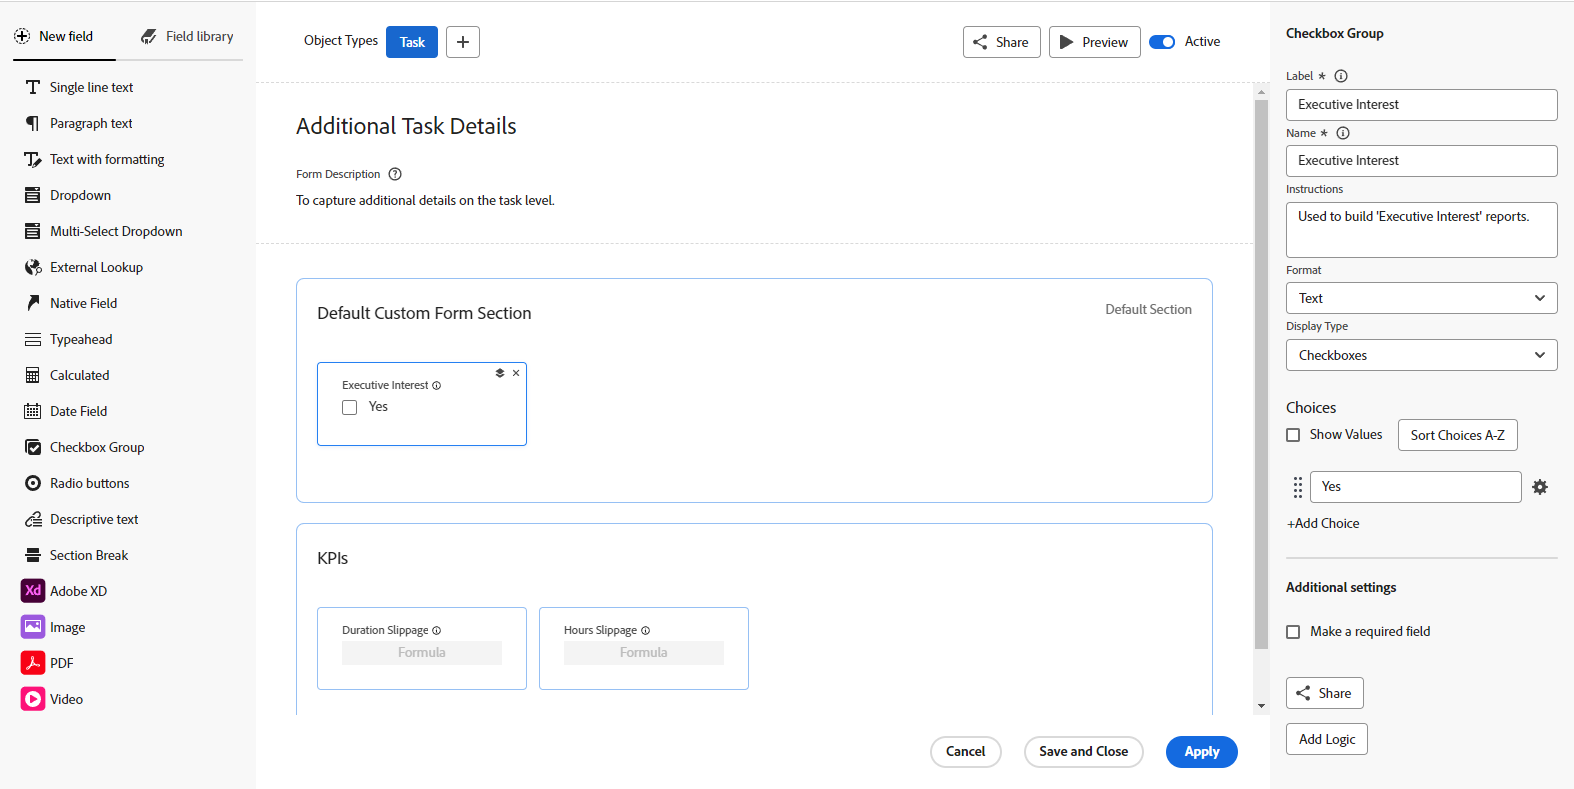 New field
Field library
Single line text
Paragraph text
Text with formatting
Dropdown
Multi-Select Dropdown
External Lookup
Native Field
Typeahead
Calculated
Date Field
Checkbox Group
Radio buttons
Descriptive text
Section Break
Xd Adobe XD
Image
PDF
Video
Object Types
Task
Share
Preview
Active
Additional Task Details
Form Description
To capture additional details on the task level.
Default Custom Form Section
Default Section
Executive Interest
Yes
KPIs
Duration Slippage
Formula
Hours Slippage
Formula
Cancel
Save and Close
Apply
Checkbox Group
Label *
Executive Interest
Name *
Executive Interest
Instructions
Used to build 'Executive Interest' reports.
Format
Text
Display Type
Checkboxes
Choices
Show Values
Sort Choices A-Z
Yes
+Add Choice
Additional settings
Make a required field
Share
Add Logic